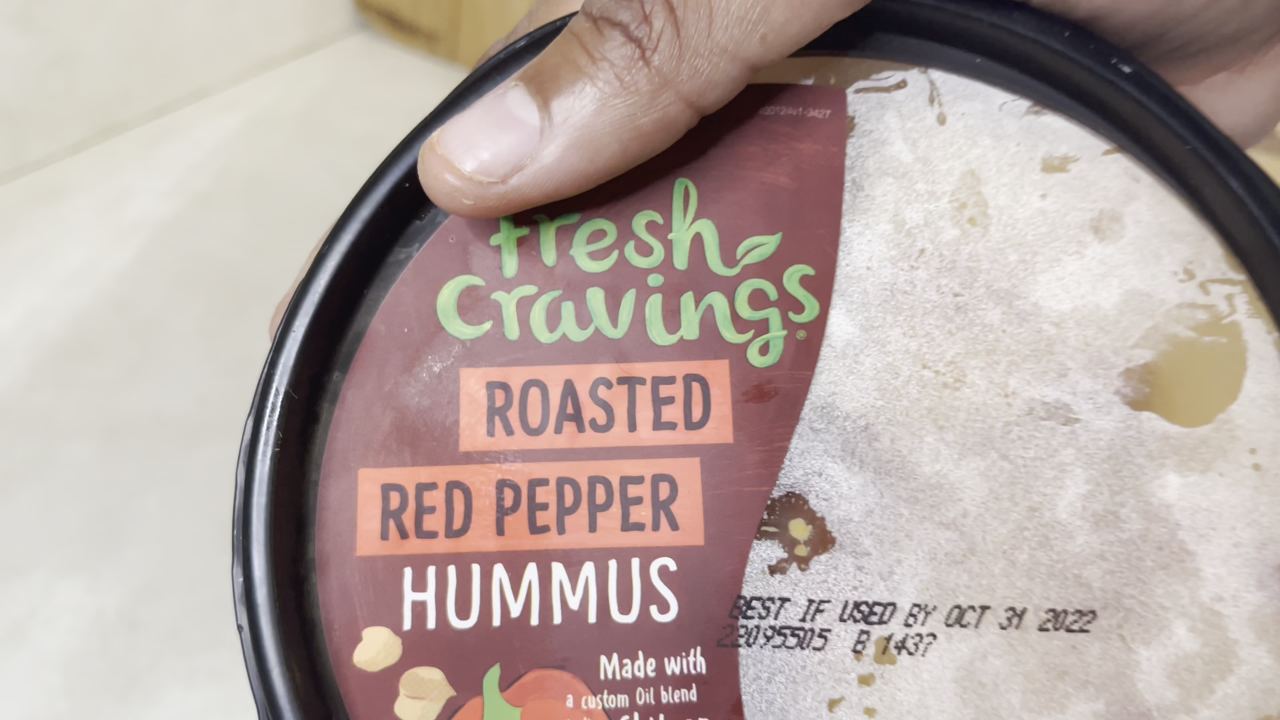 fresh
cravings®
ROASTED
RED PEPPER
HUMMUS
Made with
a custom Oil blend
BEST IF USED BY OCT 31 2022
22095505 B 1437